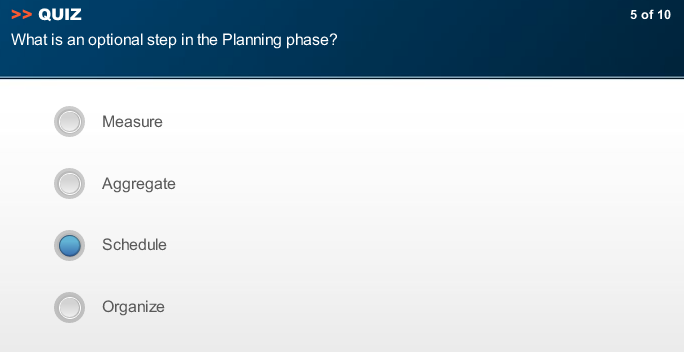 >> QUIZ
5 of 10
What is an optional step in the Planning phase?
Measure
Aggregate
Schedule
Organize